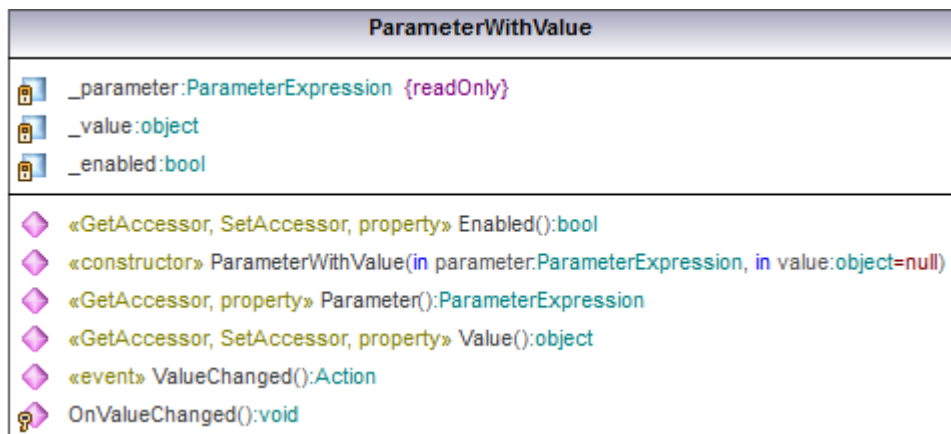 ParameterWithValue
_parameter:ParameterExpression {readOnly}
_value:object
_enabled:bool
«GetAccessor, SetAccessor, property» Enabled():bool
«constructor» ParameterWithValue(in parameter:ParameterExpression, in value:object=null)
«GetAccessor, property» Parameter():ParameterExpression
«GetAccessor, SetAccessor, property» Value():object
«event» ValueChanged():Action
OnValueChanged():void